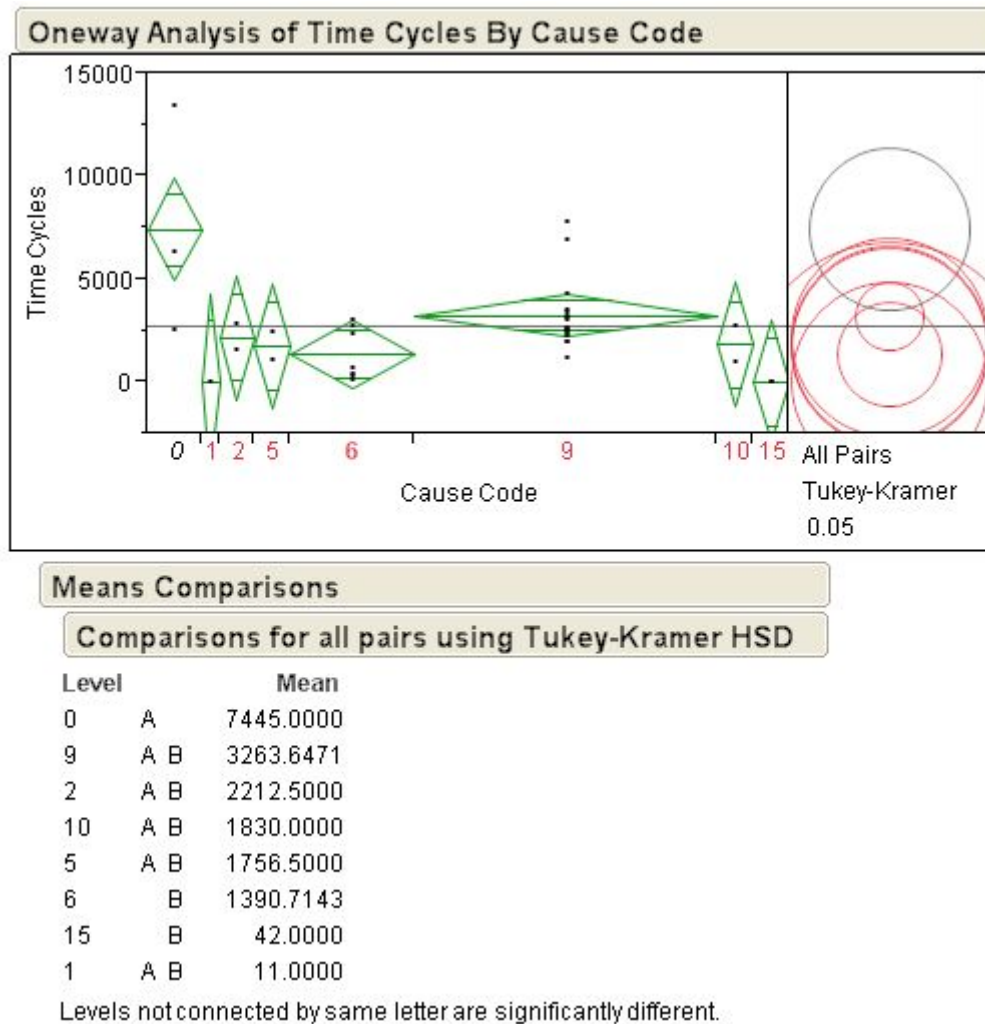 Oneway Analysis of Time Cycles By Cause Code
15000
10000
5000
0
Time Cycles
0 1 2 5 6 9 10 15
Cause Code
All Pairs
Tukey-Kramer
0.05
Means Comparisons
Comparisons for all pairs using Tukey-Kramer HSD
Level Mean
0 A 7445.0000
9 A B 3263.6471
2 A B 2212.5000
10 A B 1830.0000
5 A B 1756.5000
6 B 1390.7143
15 B 42.0000
1 A B 11.0000
Levels not connected by same letter are significantly different.